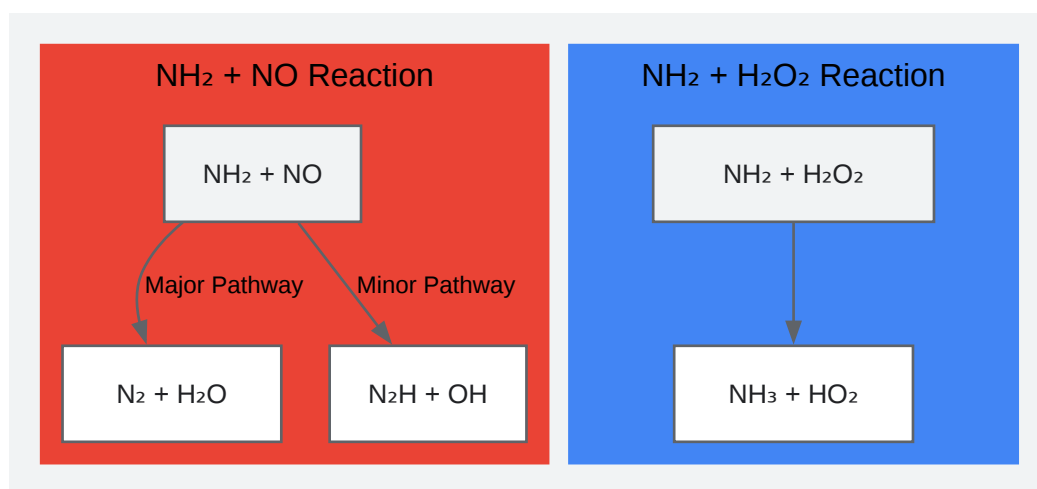 NH₂ + NO Reaction
NH₂ + H₂O₂ Reaction
NH₂ + NO
NH₂ + H₂O₂
Major Pathway
Minor Pathway
N₂ + H₂O
N₂H + OH
NH₃ + HO₂